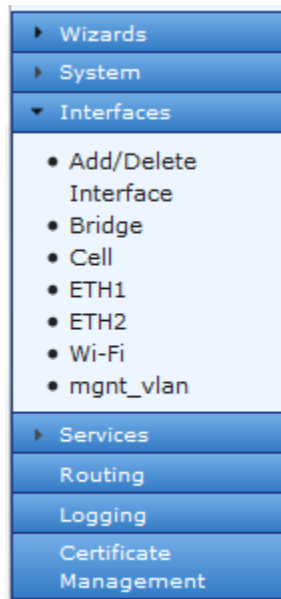 Wizards
System
Interfaces
Add/Delete
Interface
Bridge
Cell
ETH1
ETH2
Wi-Fi
mgnt_vlan
Services
Routing
Logging
Certificate
Management